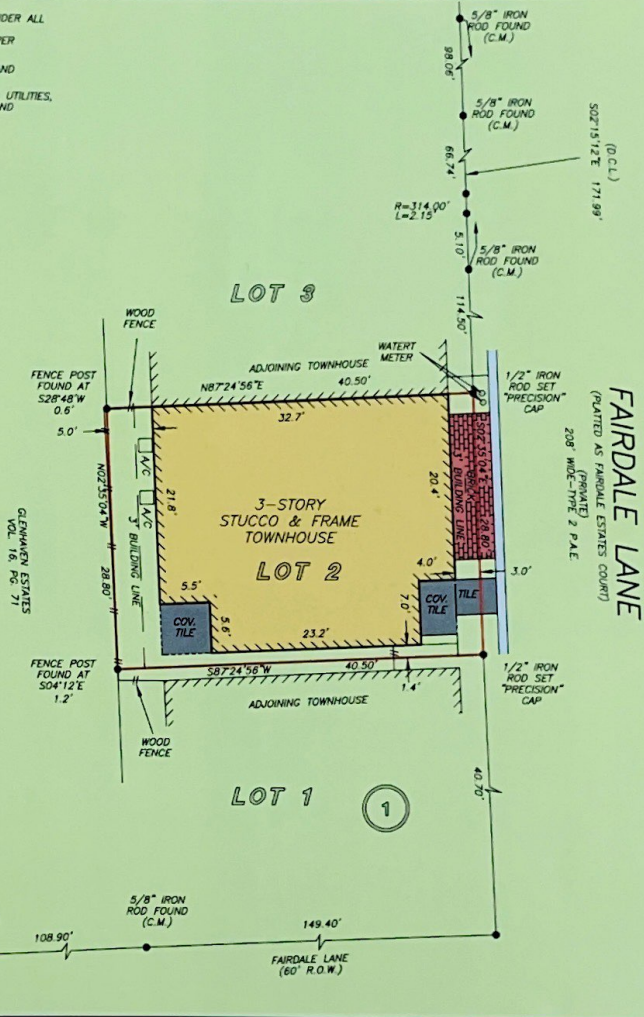 NDER ALL
ER
ND
UTILITIES,
ND
5/8" IRON
ROD FOUND
(C.M.)
98.06'
5/8" IRON
ROD FOUND
(C.M.)
66.74'
(D.C.L.)
S02°15'12"E 171.99'
R=314.00'
L=2.15'
5.10'
5/8" IRON
ROD FOUND
(C.M.)
LOT 3
114.50'
WOOD
FENCE
WATERT
METER
ADJOINING TOWNHOUSE
N87°24'56"E 40.50'
FENCE POST
FOUND AT
S28°48'W
0.6'
1/2" IRON
ROD SET
"PRECISION"
CAP
FAIRDALE LANE
(PLATTED AS FAIRDALE ESTATES COURT)
(PRIVATE)
208' WIDE-TYPE 2 P.A.E.
5.0'
32.7'
A/C
A/C
N02°35'04"W 28.80'
3' BUILDING LINE
21.8'
20.4'
S02°35'04"E 28.80'
BRICK
3' BUILDING LINE
3-STORY
STUCCO & FRAME
TOWNHOUSE
LOT 2
GLENHAVEN ESTATES
VOL. 16, PG. 71
4.0'
3.0'
5.5'
COV.
TILE
5.6'
7.0'
COV.
TILE
TILE
23.2'
FENCE POST
FOUND AT
S04°12'E
1.2'
S87°24'56"W 40.50'
1.4'
1/2" IRON
ROD SET
"PRECISION"
CAP
ADJOINING TOWNHOUSE
WOOD
FENCE
LOT 1
1
40.70'
5/8" IRON
ROD FOUND
(C.M.)
108.90'
149.40'
FAIRDALE LANE
(60' R.O.W.)